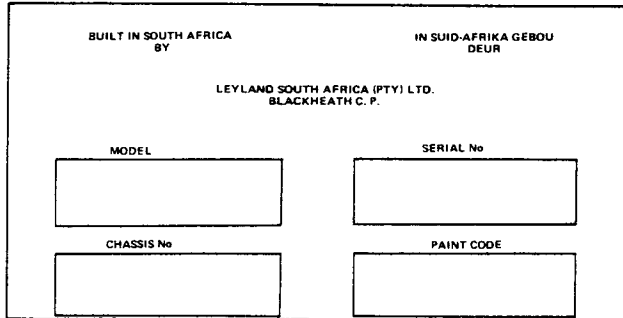 BUILT IN SOUTH AFRICA
BY
IN SUID-AFRIKA GEBOU
DEUR
LEYLAND SOUTH AFRICA (PTY) LTD.
BLACKHEATH C. P.
MODEL
SERIAL No
CHASSIS No
PAINT CODE